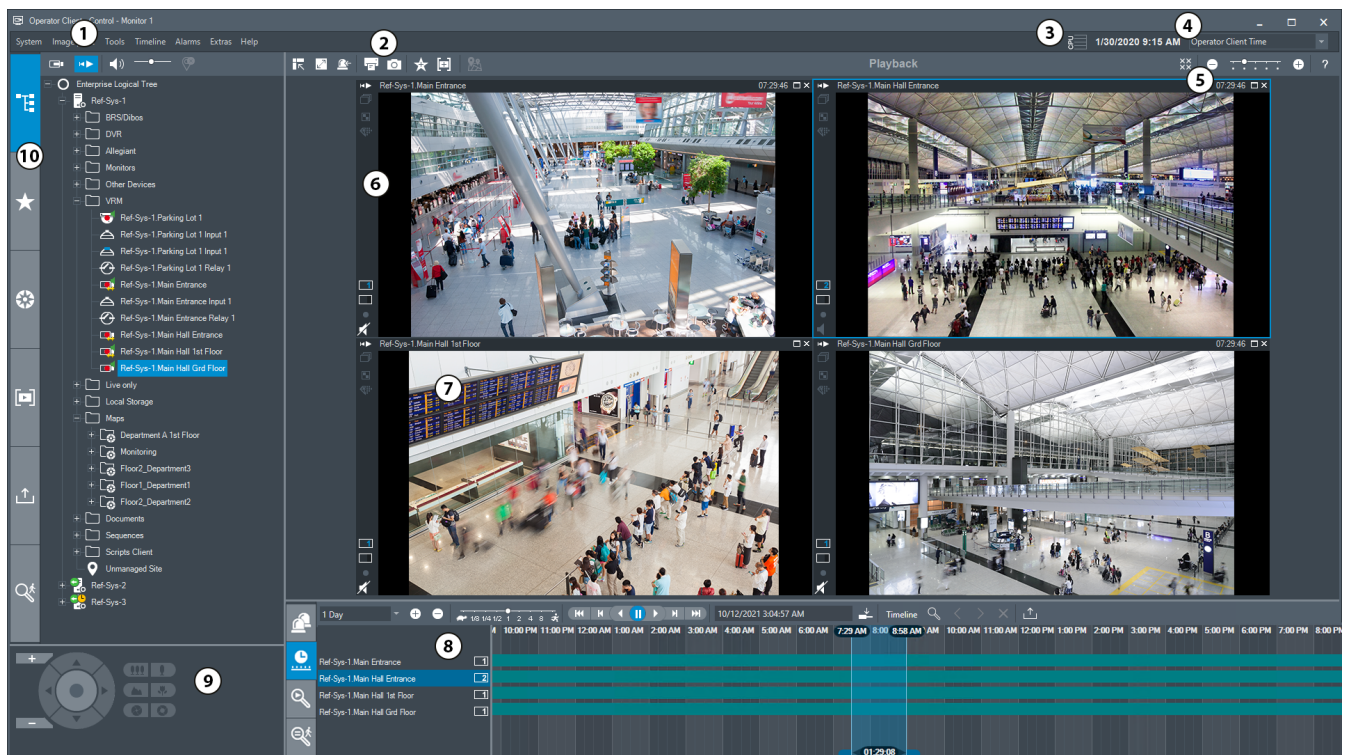 Operator Client - Control - Monitor 1
1
System Image Tools Timeline Alarms Extras Help
2
3
CPU
1/30/2020 9:15 AM
4
Operator Client Time
Playback
5
?
10
Enterprise Logical Tree
Ref-Sys-1
BRS/Dibos
DVR
Allegiant
Monitors
Other Devices
VRM
Ref-Sys-1.Parking Lot 1
Ref-Sys-1.Parking Lot 1 Input 1
Ref-Sys-1.Parking Lot 1 Input 1
Ref-Sys-1.Parking Lot 1 Relay 1
Ref-Sys-1.Main Entrance
Ref-Sys-1.Main Entrance Input 1
Ref-Sys-1.Main Entrance Relay 1
Ref-Sys-1.Main Hall Entrance
Ref-Sys-1.Main Hall 1st Floor
Ref-Sys-1.Main Hall Grd Floor
Live only
Local Storage
Maps
Department A 1st Floor
Monitoring
Floor2_Department3
Floor1_Department1
Floor2_Department2
Documents
Sequences
Scripts Client
Unmanaged Site
Ref-Sys-2
Ref-Sys-3
Ref-Sys-1.Main Entrance 07:29:46
6
1
Ref-Sys-1.Main Hall Entrance 07:29:46
2
Ref-Sys-1.Main Hall 1st Floor
7
1
Ref-Sys-1.Main Hall Grd Floor 07:29:46
B
1
1 Day
1/8 1/4 1/2 1 2 4 8
10/12/2021 3:04:57 AM
Timeline
8
10:00 PM 11:00 PM 12:00 AM 1:00 AM 2:00 AM 3:00 AM 4:00 AM 5:00 AM 6:00 AM 7:29 AM 8:00 8:58 AM AM 10:00 AM 11:00 AM 12:00 PM 1:00 PM 2:00 PM 3:00 PM 4:00 PM 5:00 PM 6:00 PM 7:00 PM 8:00 P
Ref-Sys-1.Main Entrance 1
Ref-Sys-1.Main Hall Entrance 2
Ref-Sys-1.Main Hall 1st Floor 1
Ref-Sys-1.Main Hall Grd Floor 1
01:29:08
9